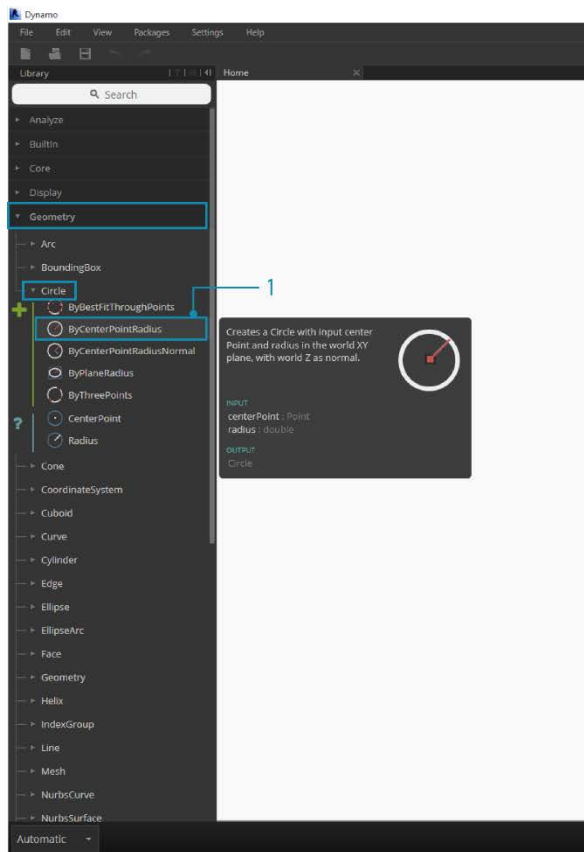 Dynamo
File Edit View Packages Settings Help
Library
Home
Search
Analyze
BuiltIn
Core
Display
Geometry
Arc
BoundingBox
Circle
1
ByBestFitThroughPoints
ByCenterPointRadius
ByCenterPointRadiusNormal
ByPlaneRadius
ByThreePoints
CenterPoint
?
Radius
Creates a Circle with input center
Point and radius in the world XY
plane, with world Z as normal.
INPUT
centerPoint : Point
radius : double
OUTPUT
Circle
Cone
CoordinateSystem
Cuboid
Curve
Cylinder
Edge
Ellipse
EllipseArc
Face
Geometry
Helix
IndexGroup
Line
Mesh
NurbsCurve
NurbsSurface
Automatic